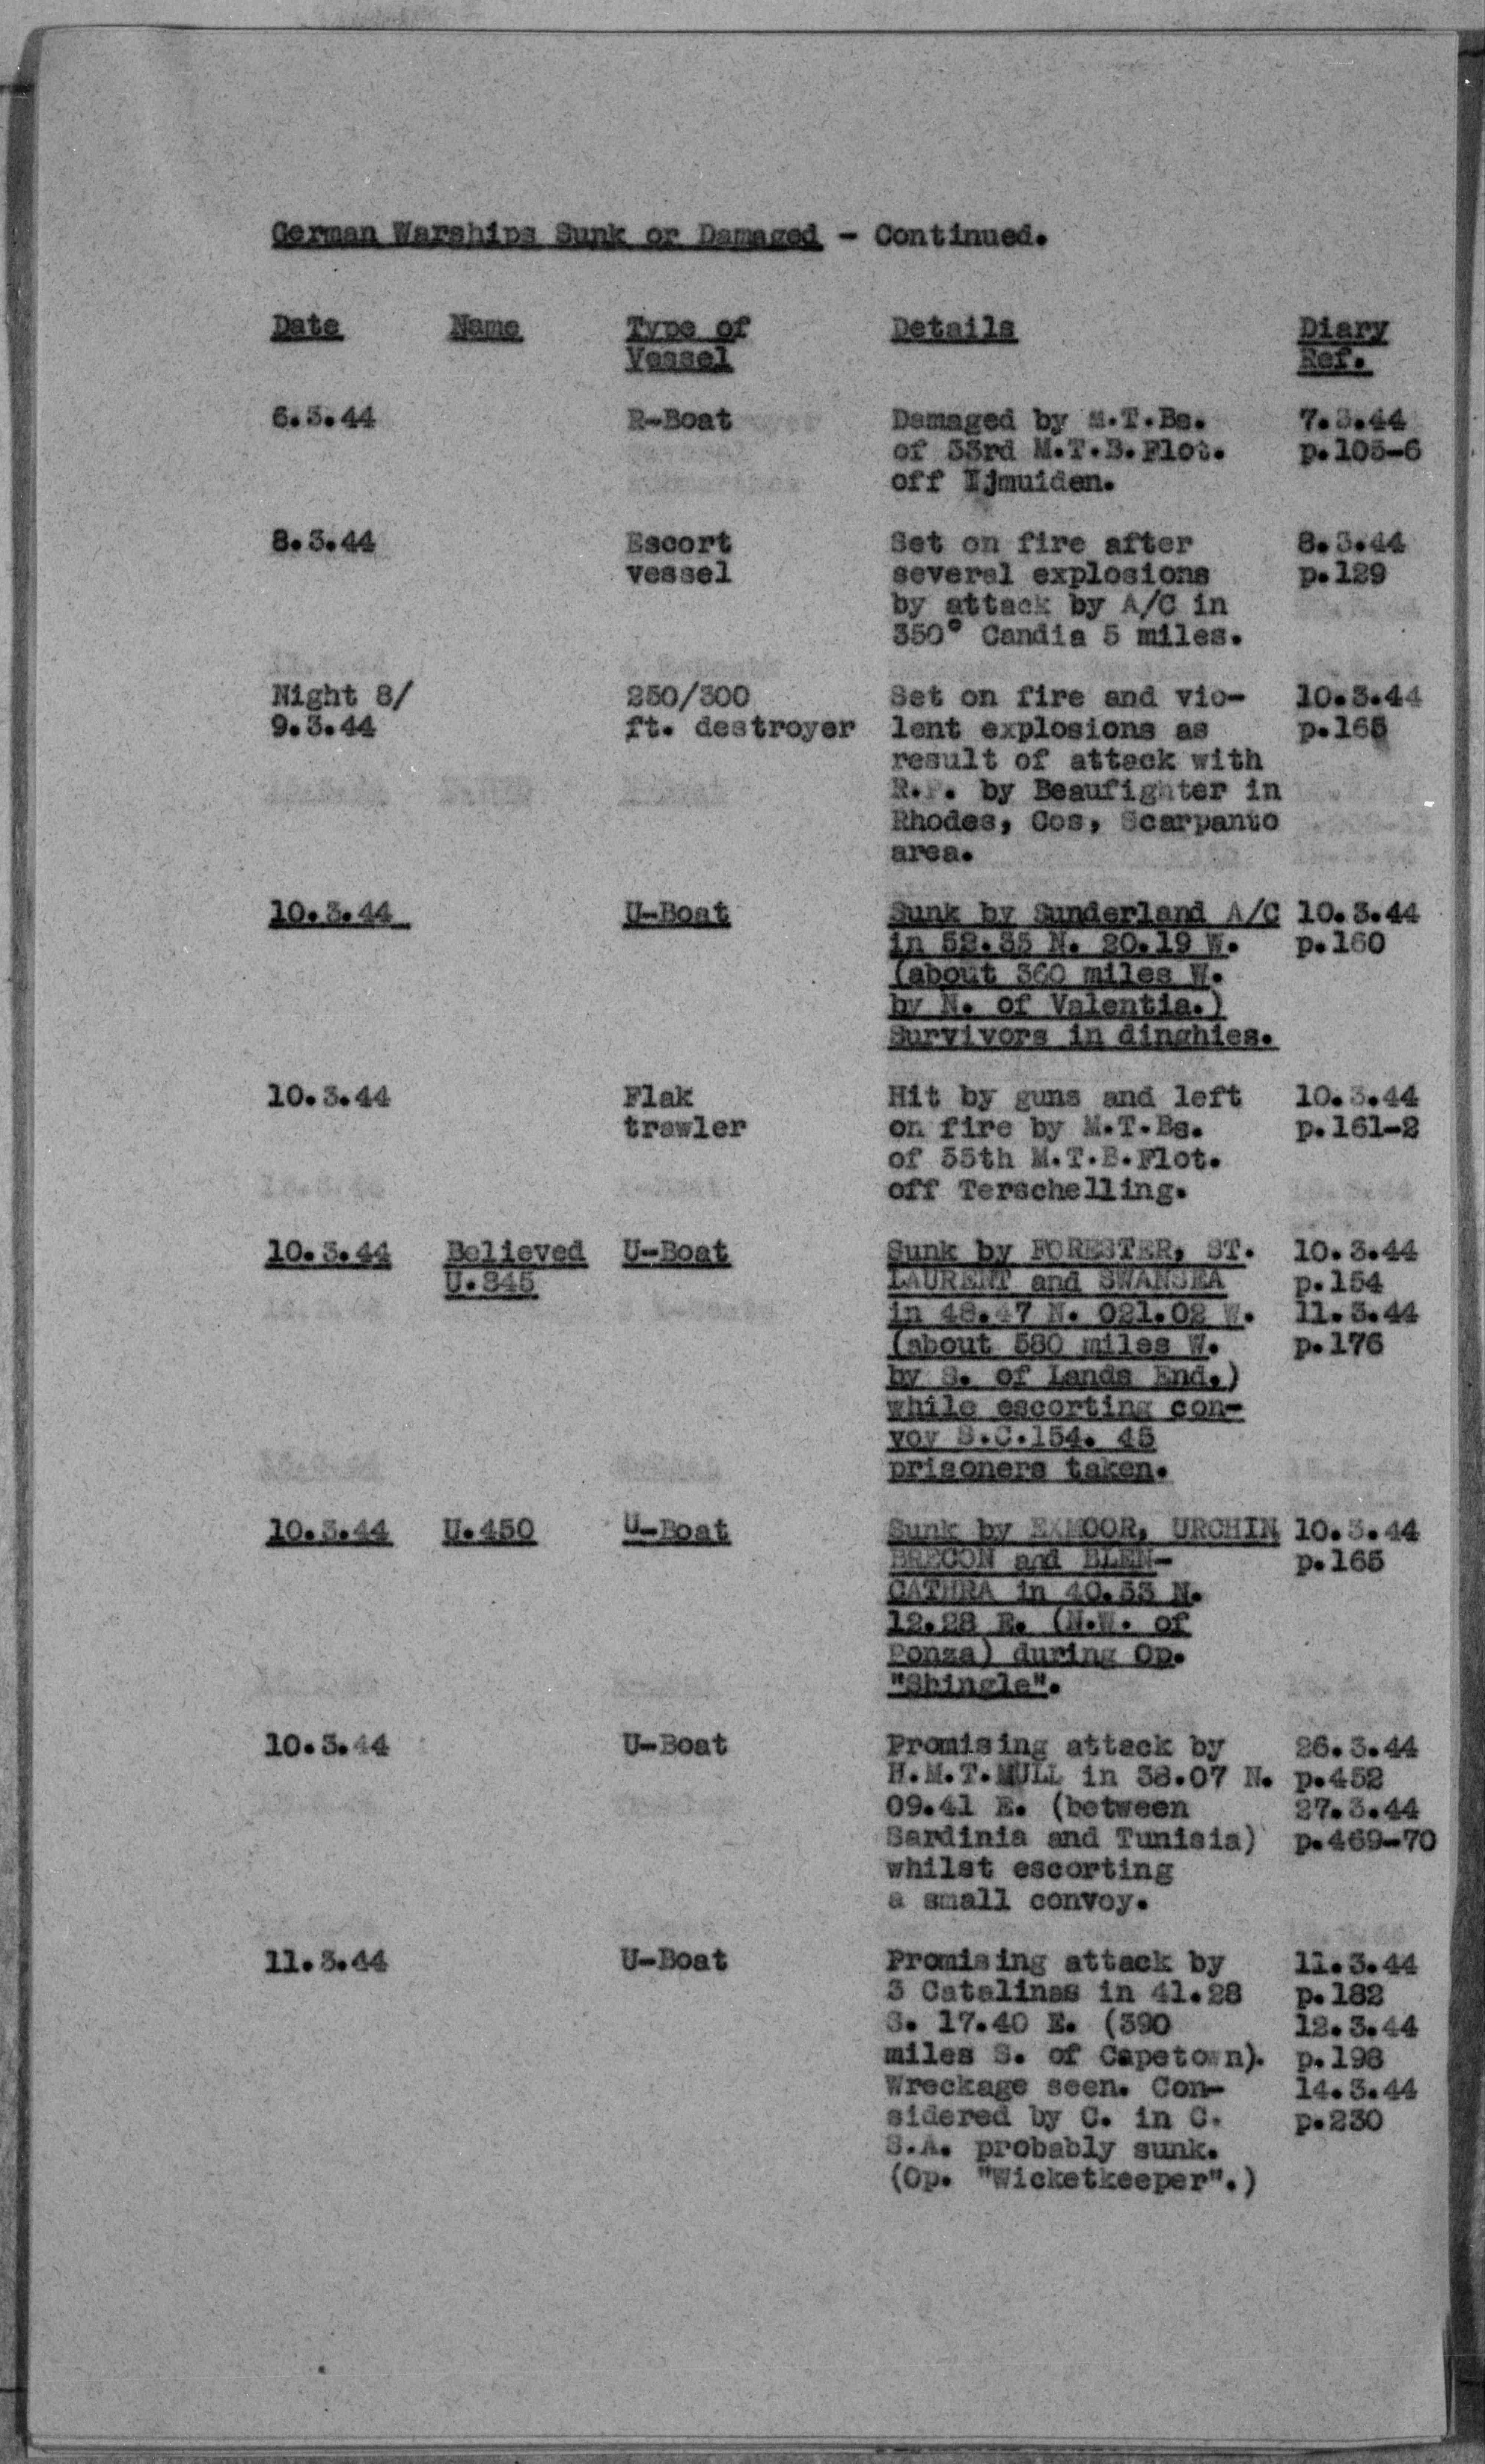 German Warships Sunk or Damaged - Continued.
Date Name Type of Details Diary
Vessel Ref.
6.3.44 R-Boat Damaged by M.T.Bs. 7.3.44
of 33rd M.T.B.Flot. p.105-6
off Ijmuiden.
8.3.44 Escort Set on fire after 8.3.44
vessel several explosions p.129
by attack by A/C in
350° Candia 5 miles.
Night 8/ 250/300 Set on fire and vio- 10.3.44
9.3.44 ft. destroyer lent explosions as p.165
result of attack with
R.P. by Beaufighter in
Rhodes, Cos, Scarpanto
area.
10.3.44 U-Boat Sunk by Sunderland A/C 10.3.44
in 52.35 N. 20.19 W. p.160
(about 360 miles W.
by N. of Valentia.)
Survivors in dinghies.
10.3.44 Flak Hit by guns and left 10.3.44
trawler on fire by M.T.Bs. p.161-2
of 55th M.T.B.Flot.
off Terschelling.
10.3.44 Believed U-Boat Sunk by FORESTER, ST. 10.3.44
U.845 LAURENT and SWANSEA p.154
in 48.47 N. 021.02 W. 11.3.44
(about 580 miles W. p.176
by S. of Lands End.)
while escorting con-
voy S.C.154. 45
prisoners taken.
10.3.44 U.450 U-Boat Sunk by EXMOOR, URCHIN 10.3.44
BRECON and BLEN- p.165
CATHRA in 40.33 N.
12.28 E. (N.W. of
Ponza) during Op.
"Shingle".
10.3.44 U-Boat Promising attack by 26.3.44
H.M.T.MULL in 38.07 N. p.452
09.41 E. (between 27.3.44
Sardinia and Tunisia) p.469-70
whilst escorting
a small convoy.
11.3.44 U-Boat Promising attack by 11.3.44
3 Catalinas in 41.28 p.182
S. 17.40 E. (390 12.3.44
miles S. of Capetown). p.198
Wreckage seen. Con- 14.3.44
sidered by C. in C. p.230
S.A. probably sunk.
(Op. "Wicketkeeper".)